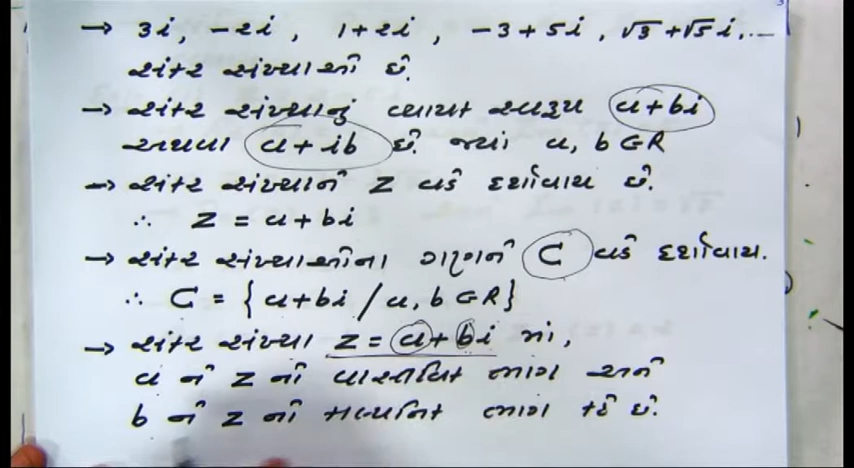 → 3i, -2i, 1+2i, -3+5i, √3+√5i, ...
સંકર સંખ્યાઓ છે.
→ સંકર સંખ્યાનું વ્યાપક સ્વરૂપ a+bi
અથવા a+ib છે. જ્યાં a, b ∈ R
→ સંકર સંખ્યાને Z વડે દર્શાવાય છે.
∴ Z = a+bi
→ સંકર સંખ્યાઓના ગણને C વડે દર્શાવાય.
∴ C = {a+bi / a, b ∈ R}
→ સંકર સંખ્યા Z = a+bi માં,
a ને Z નો વાસ્તવિક ભાગ અને
b ને Z નો કાલ્પનિક ભાગ કહે છે.